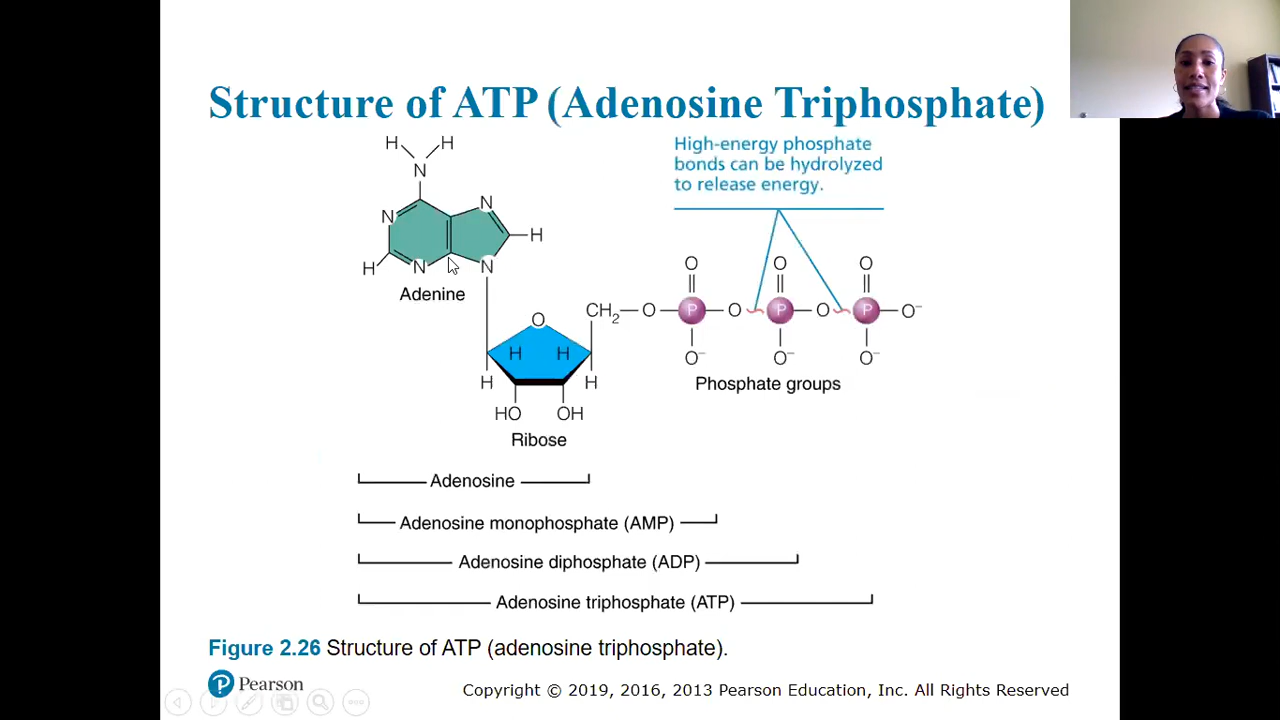 Structure of ATP (Adenosine Triphosphate)
High-energy phosphate
bonds can be hydrolyzed
to release energy.
H H
N
N N
H
H N N
Adenine
O O O
O CH2 O P O P O P O⁻
H H
O⁻ O⁻ O⁻
H H
Phosphate groups
HO OH
Ribose
Adenosine
Adenosine monophosphate (AMP)
Adenosine diphosphate (ADP)
Adenosine triphosphate (ATP)
Figure 2.26 Structure of ATP (adenosine triphosphate).
P Pearson
Copyright © 2019, 2016, 2013 Pearson Education, Inc. All Rights Reserved